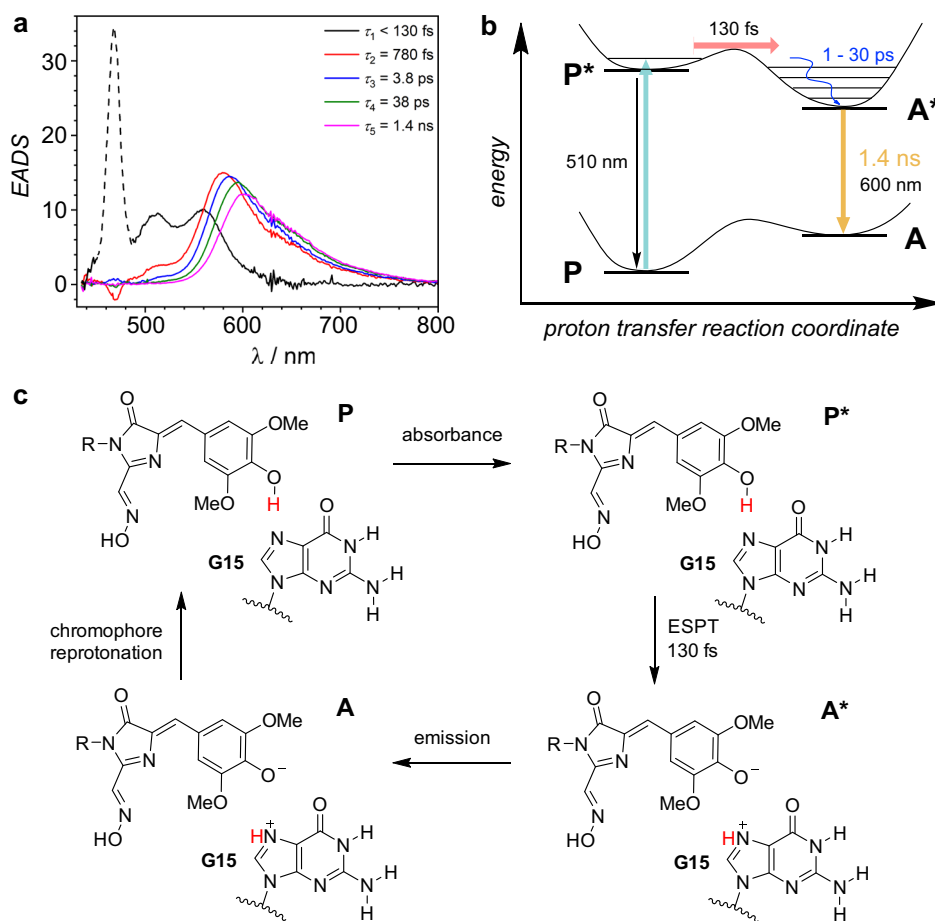 a
τ1 < 130 fs
τ2 = 780 fs
τ3 = 3.8 ps
τ4 = 38 ps
τ5 = 1.4 ns
EADS
30
20
10
0
500
600
700
800
λ / nm
b
130 fs
1 - 30 ps
P*
A*
510 nm
1.4 ns
600 nm
P
A
energy
proton transfer reaction coordinate
c
P
O
OMe
R-N
N
O
MeO
H
N
HO
O
N
N
H
G15
N
N
N
H
H
absorbance
P*
O
OMe
R-N
N
O
MeO
H
N
HO
O
N
N
H
G15
N
N
N
H
H
chromophore
reprotonation
ESPT
130 fs
A
O
OMe
R-N
N
O−
MeO
N
HO
O
H
N+
N
H
G15
N
N
N
H
H
emission
A*
O
OMe
R-N
N
O−
MeO
N
HO
O
H
N+
N
H
G15
N
N
N
H
H